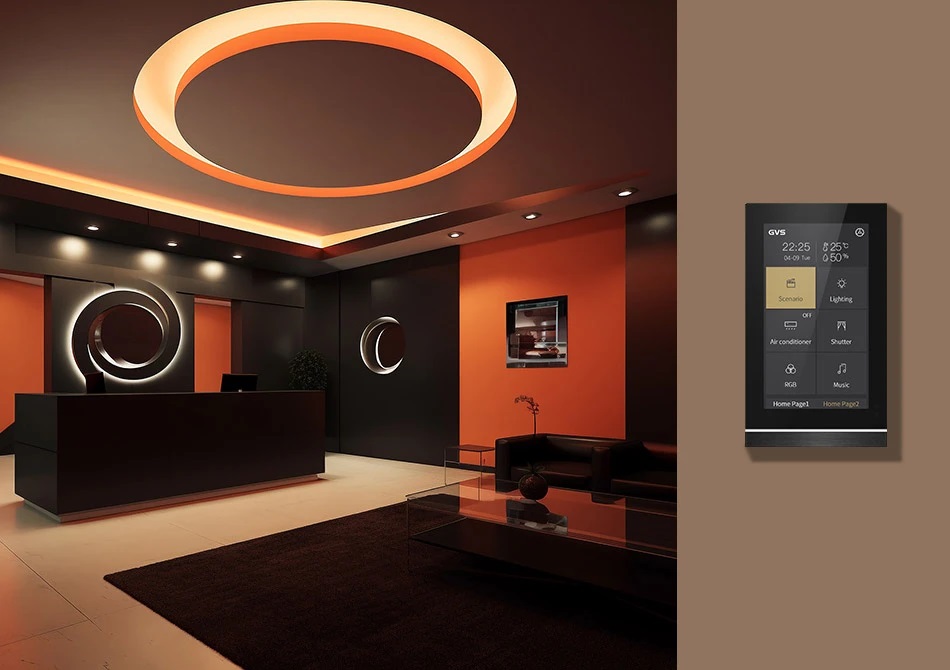 GVS
22:25 25℃
04-09 Tue 50%
Scenario Lighting
OFF
Air conditioner Shutter
RGB Music
Home Page1 Home Page2